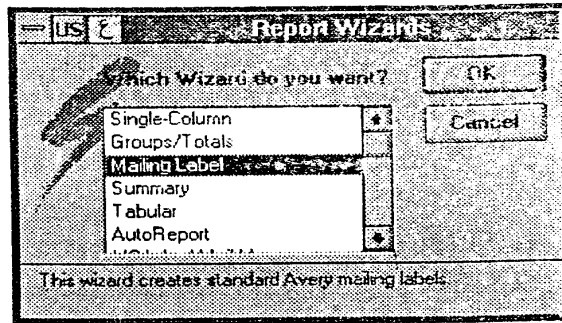 US ع Report Wizards
Which Wizard do you want?
OK
Cancel
Single-Column
Groups/Totals
Mailing Label
Summary
Tabular
AutoReport
This wizard creates standard Avery mailing labels.